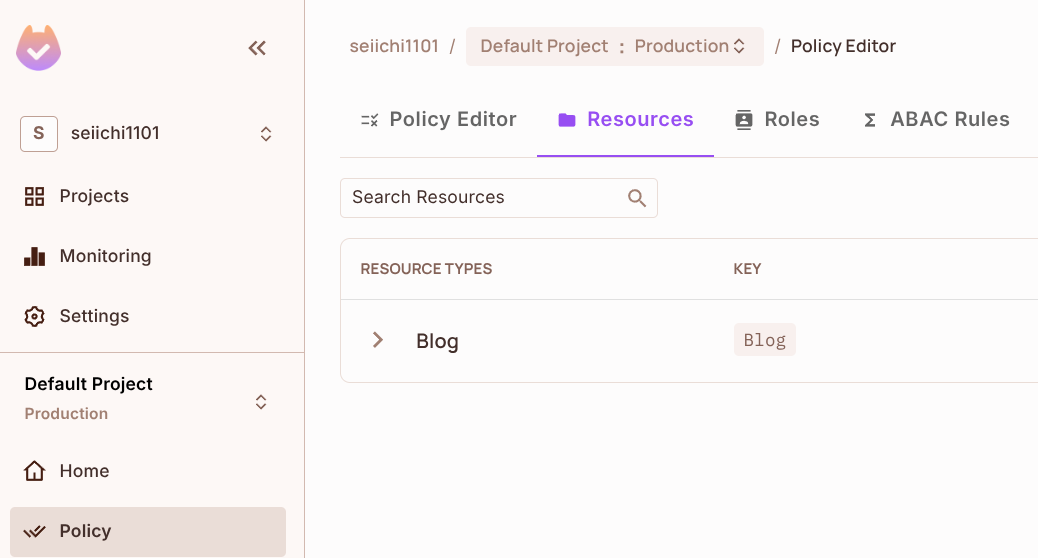 seiichi1101 / Default Project : Production / Policy Editor
S seiichi1101
Projects
Monitoring
Settings
Default Project
Production
Home
Policy
Policy Editor Resources Roles ABAC Rules
Search Resources
RESOURCE TYPES KEY
Blog Blog